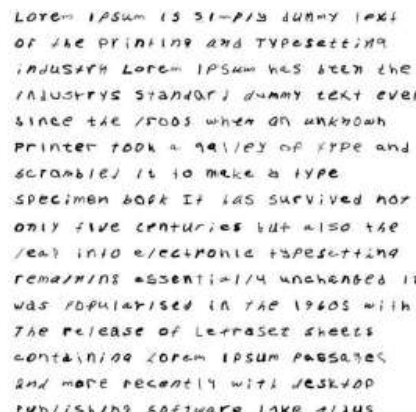 Lorem Ipsum is simply dummy text
of the printing and typesetting
industry Lorem Ipsum has been the
industrys standard dummy text ever
since the 1500s when an unknown
printer took a galley of type and
scrambled it to make a type
specimen book It has survived not
only five centuries but also the
leap into electronic typesetting
remaining essentially unchanged It
was popularised in the 1960s with
the release of Letraset sheets
containing Lorem Ipsum passages
and more recently with desktop
publishing software like aldus